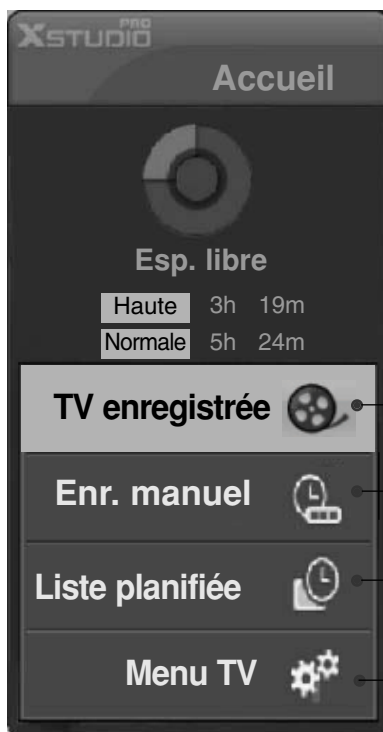 XSTUDIO PRO
Accueil
Esp. libre
Haute 3h 19m
Normale 5h 24m
TV enregistrée
Enr. manuel
Liste planifiée
Menu TV